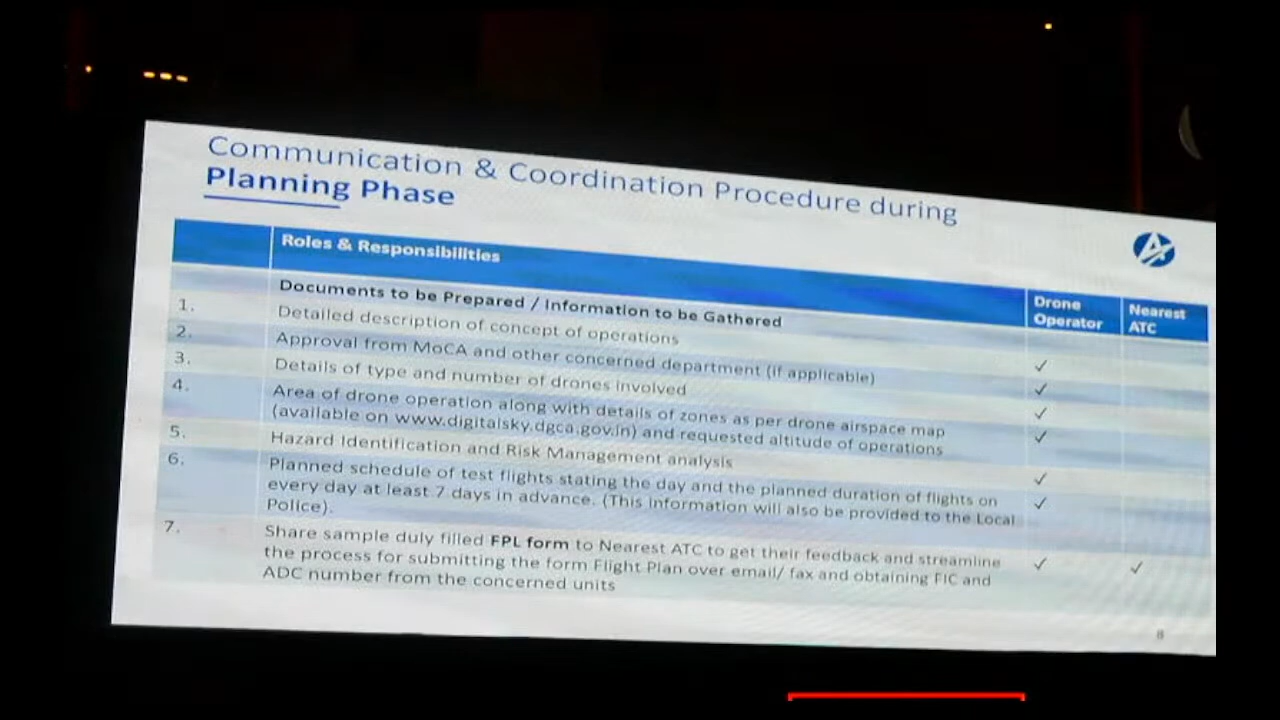 Communication & Coordination Procedure during
Planning Phase
Roles & Responsibilities
Drone
Operator
Nearest
ATC
Documents to be Prepared / Information to be Gathered
1. Detailed description of concept of operations ✓
2. Approval from MoCA and other concerned department (if applicable) ✓
3. Details of type and number of drones involved ✓
4. Area of drone operation along with details of zones as per drone airspace map ✓
(available on www.digitalsky.dgca.gov.in) and requested altitude of operations
5. Hazard Identification and Risk Management analysis ✓
6. Planned schedule of test flights stating the day and the planned duration of flights on ✓
every day at least 7 days in advance. (This information will also be provided to the Local
Police).
7. Share sample duly filled FPL form to Nearest ATC to get their feedback and streamline ✓ ✓
the process for submitting the form Flight Plan over email/ fax and obtaining FIC and
ADC number from the concerned units
8